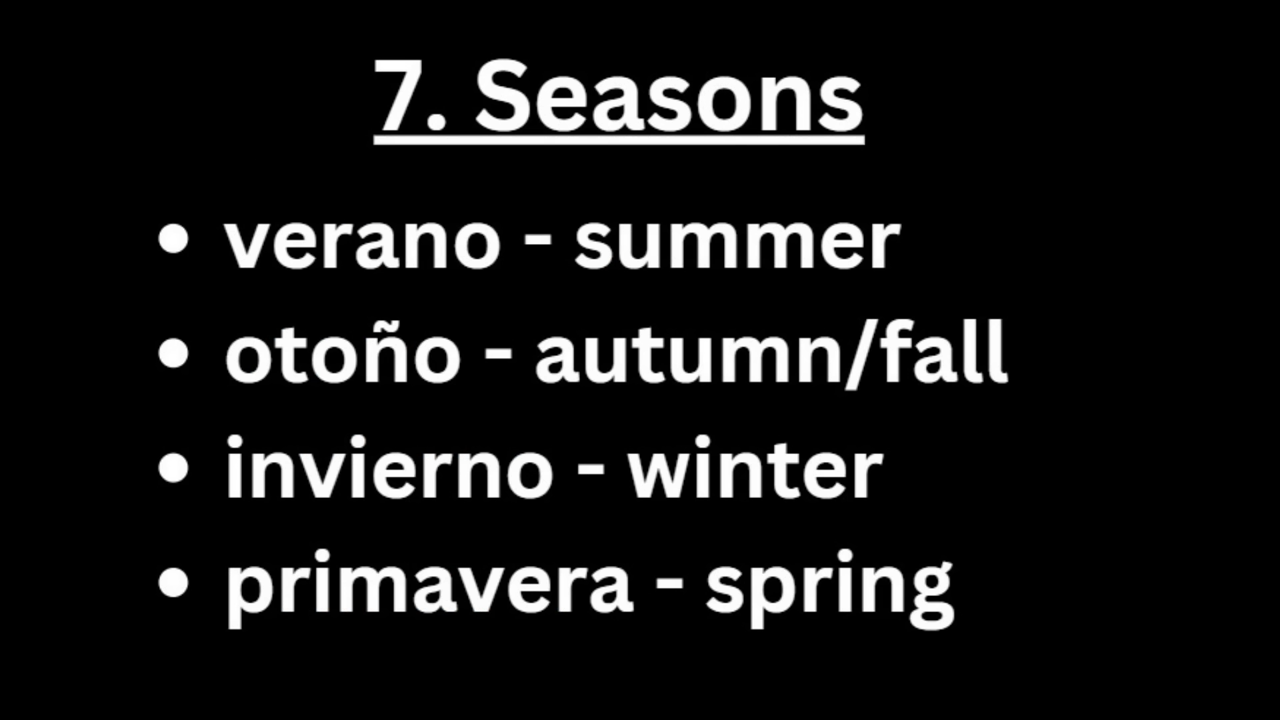 7. Seasons
• verano - summer
• otoño - autumn/fall
• invierno - winter
• primavera - spring